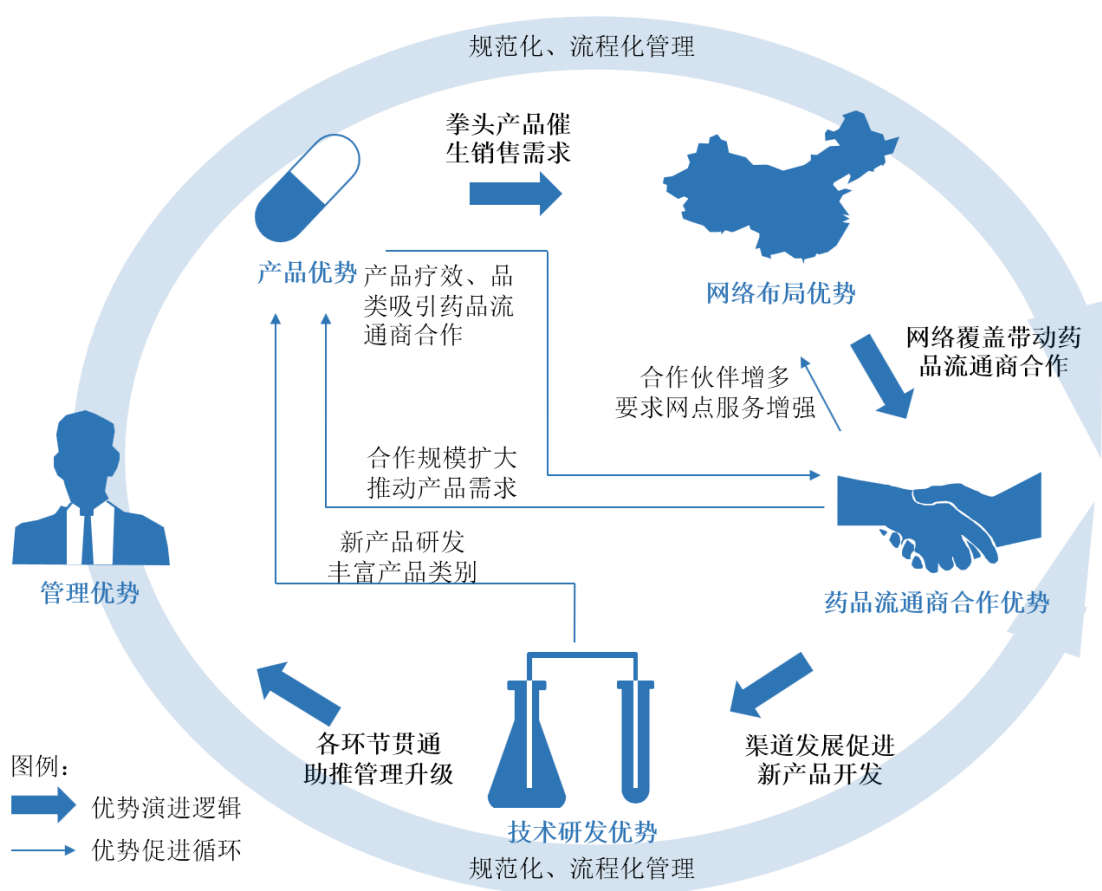 规范化、流程化管理
拳头产品催
生销售需求
产品优势
产品疗效、品
类吸引药品流
通商合作
网络布局优势
网络覆盖带动药
品流通商合作
合作伙伴增多
要求网点服务增强
合作规模扩大
推动产品需求
新产品研发
丰富产品类别
管理优势
药品流通商合作优势
各环节贯通
助推管理升级
渠道发展促进
新产品开发
技术研发优势
图例：
优势演进逻辑
优势促进循环
规范化、流程化管理